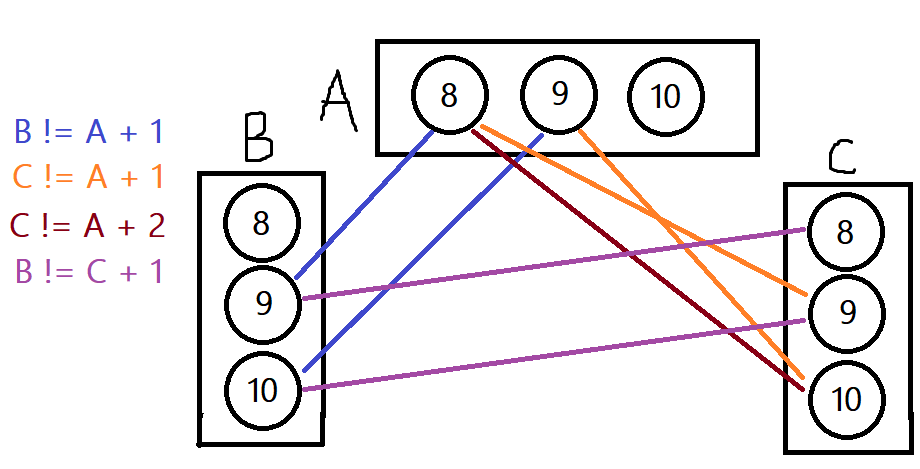 A
8 9 10
B != A + 1
C != A + 1
C != A + 2
B != C + 1
B
8
9
10
C
8
9
10